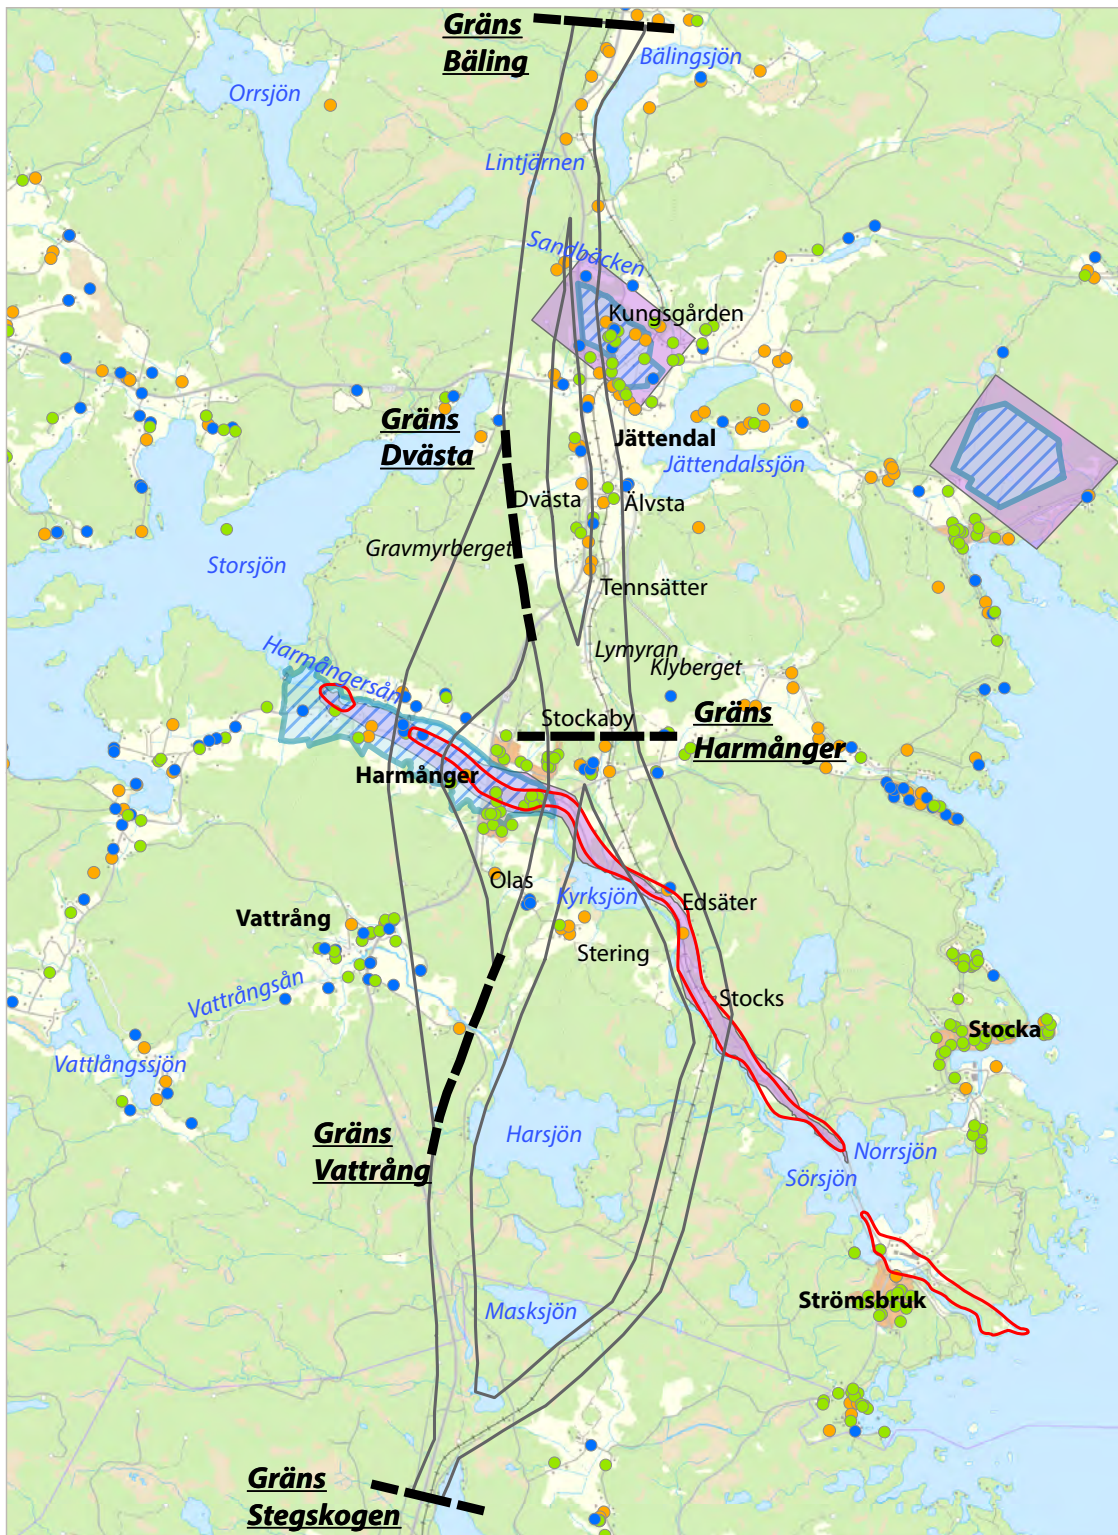 Gräns
Bäling
Bälingsjön
Orrsjön
Lintjärnen
Sandbäcken
Kungsgården
Gräns
Dvästa
Jättendal
Jättendalssjön
Dvästa
Älvsta
Gravmyrberget
Storsjön
Tennsätter
Harmångersån
Lymyran
Klyberget
Stockaby
Gräns
Harmånger
Harmånger
Olas
Kyrksjön
Edsäter
Vattrång
Stering
Vattrångsån
Stocks
Stocka
Vattlångssjön
Gräns
Vattrång
Harsjön
Norrsjön
Sörsjön
Masksjön
Strömsbruk
Gräns
Stegskogen